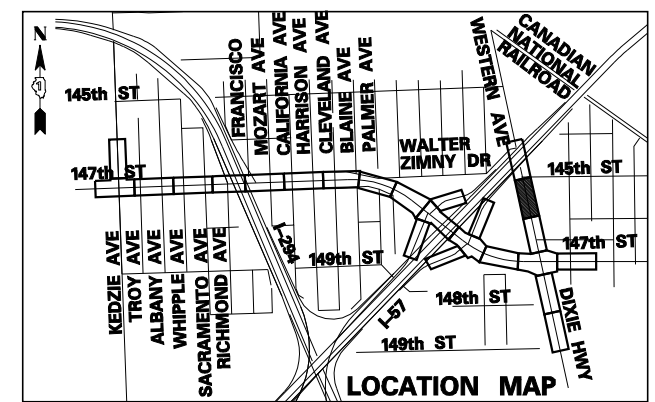 N
1
145th ST
147th ST
FRANCISCO
MOZART AVE
CALIFORNIA AVE
HARRISON AVE
CLEVELAND AVE
BLAINE AVE
PALMER AVE
WALTER
ZIMNY DR
WESTERN AVE
CANADIAN
NATIONAL
RAILROAD
145th ST
147th ST
KEDZIE AVE
TROY AVE
ALBANY AVE
WHIPPLE AVE
SACRAMENTO AVE
RICHMOND AVE
I-294
149th ST
I-57
148th ST
149th ST
DIXIE HWY
LOCATION MAP